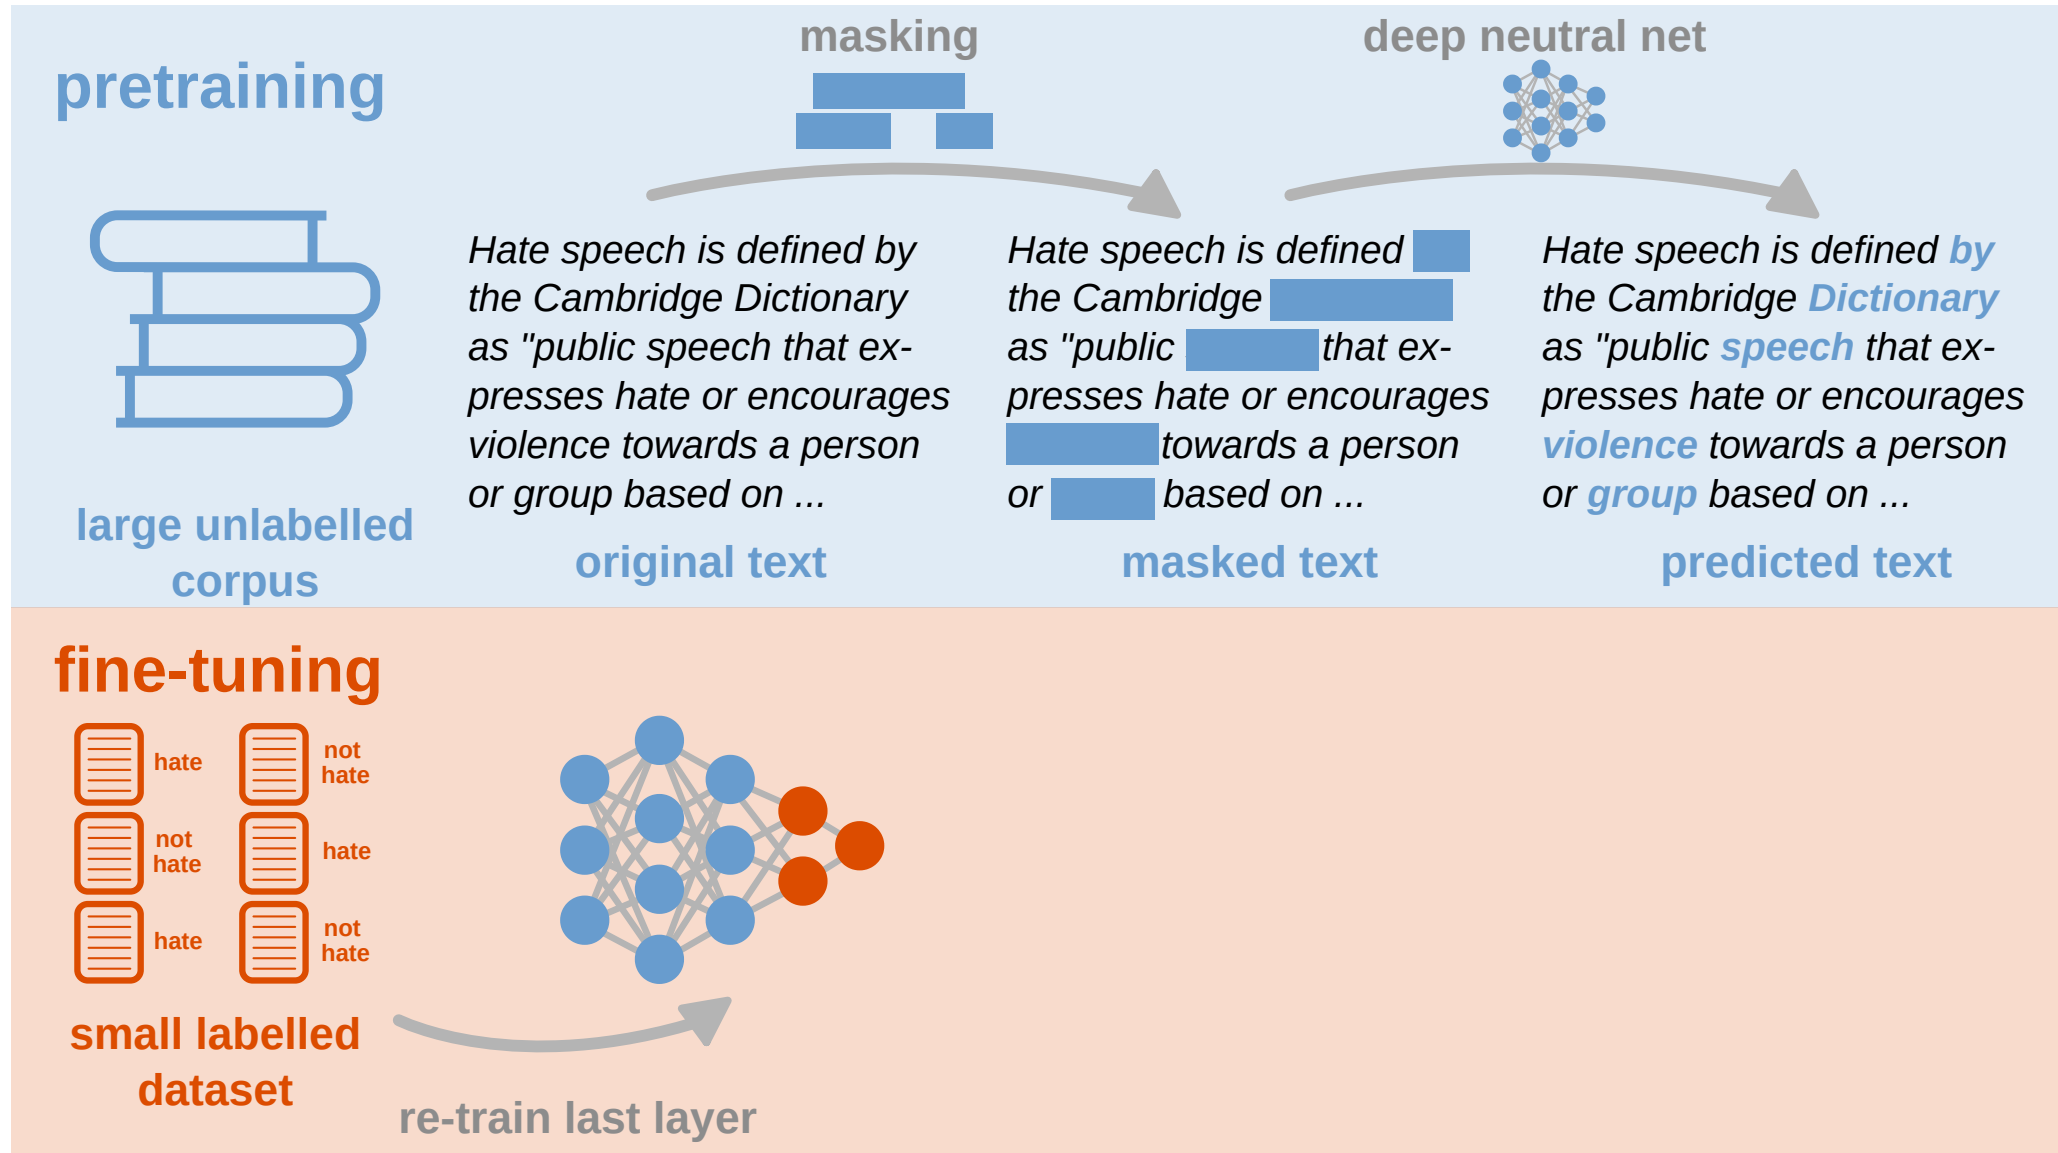 pretraining
masking
deep neutral net
large unlabelled
corpus
Hate speech is defined by
the Cambridge Dictionary
as "public speech that ex-
presses hate or encourages
violence towards a person
or group based on ...
original text
Hate speech is defined
the Cambridge
as "public that ex-
presses hate or encourages
towards a person
or based on ...
masked text
Hate speech is defined by
the Cambridge Dictionary
as "public speech that ex-
presses hate or encourages
violence towards a person
or group based on ...
predicted text
fine-tuning
hate
not
hate
not
hate
hate
hate
not
hate
small labelled
dataset
re-train last layer